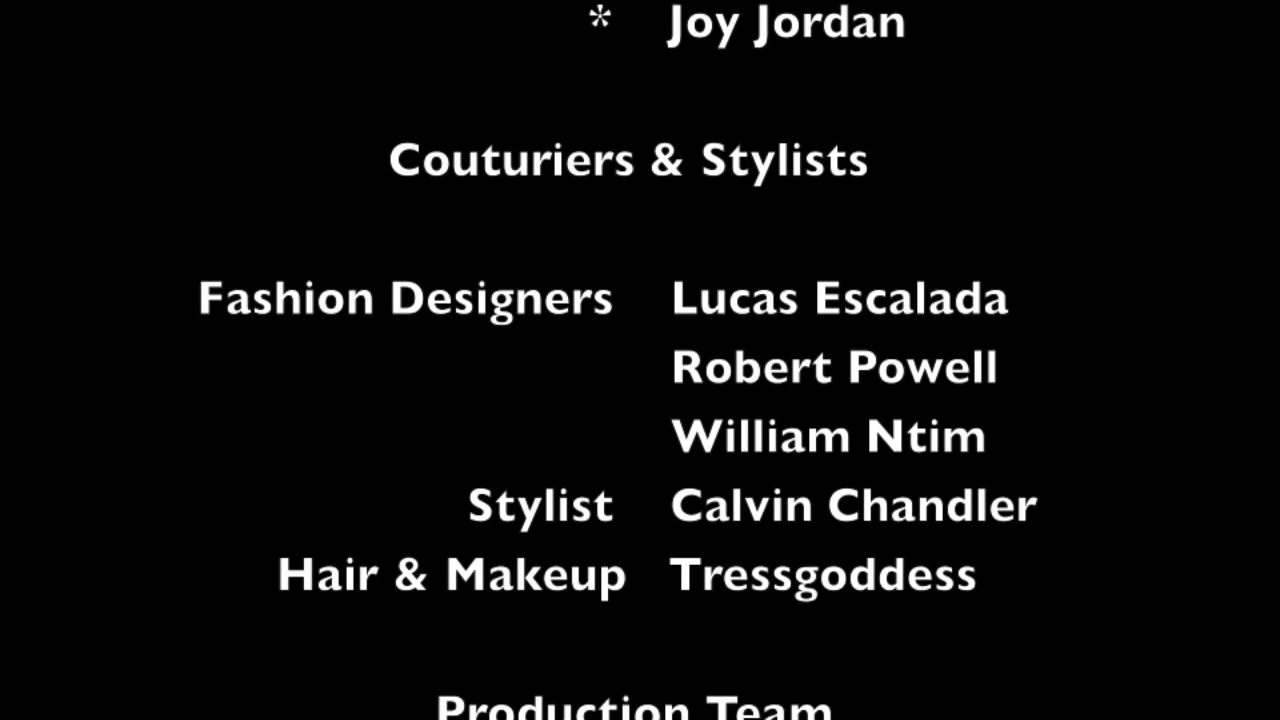 * Joy Jordan
Couturiers & Stylists
Fashion Designers Lucas Escalada
Robert Powell
William Ntim
Stylist Calvin Chandler
Hair & Makeup Tressgoddess
Production Team